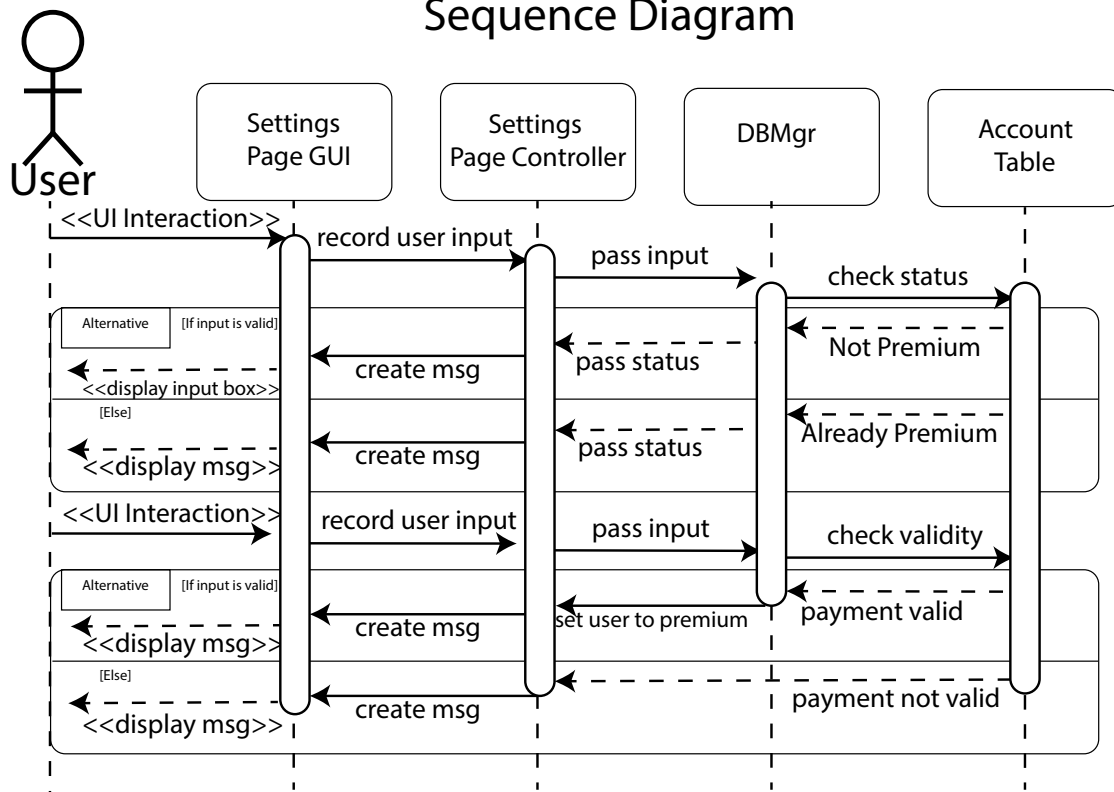 Sequence Diagram
User
Settings
Page GUI
Settings
Page Controller
DBMgr
Account
Table
<<UI Interaction>>
record user input
pass input
check status
Alternative
[If input is valid]
Not Premium
pass status
create msg
<<display input box>>
[Else]
Already Premium
pass status
create msg
<<display msg>>
<<UI Interaction>>
record user input
pass input
check validity
Alternative
[If input is valid]
payment valid
set user to premium
create msg
<<display msg>>
[Else]
payment not valid
create msg
<<display msg>>